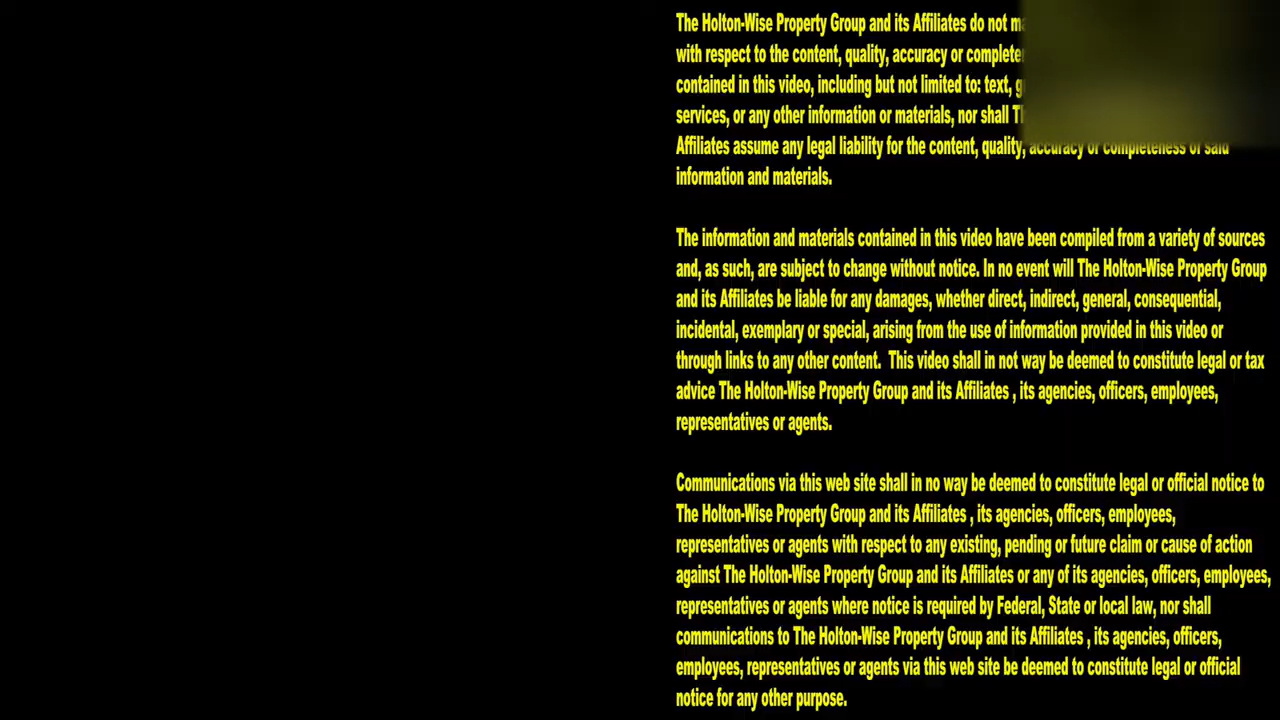 The Holton-Wise Property Group and its Affiliates do not
with respect to the content, quality, accuracy or
contained in this video, including but not limited to: text,
services, or any other information or materials, nor shall
Affiliates assume any legal liability for the content, quality, accuracy or completeness of said
information and materials.
The information and materials contained in this video have been compiled from a variety of sources
and, as such, are subject to change without notice. In no event will The Holton-Wise Property Group
and its Affiliates be liable for any damages, whether direct, indirect, general, consequential,
incidental, exemplary or special, arising from the use of information provided in this video or
through links to any other content. This video shall in not way be deemed to constitute legal or tax
advice The Holton-Wise Property Group and its Affiliates , its agencies, officers, employees,
representatives or agents.
Communications via this web site shall in no way be deemed to constitute legal or official notice to
The Holton-Wise Property Group and its Affiliates , its agencies, officers, employees,
representatives or agents with respect to any existing, pending or future claim or cause of action
against The Holton-Wise Property Group and its Affiliates or any of its agencies, officers, employees,
representatives or agents where notice is required by Federal, State or local law, nor shall
communications to The Holton-Wise Property Group and its Affiliates , its agencies, officers,
employees, representatives or agents via this web site be deemed to constitute legal or official
notice for any other purpose.